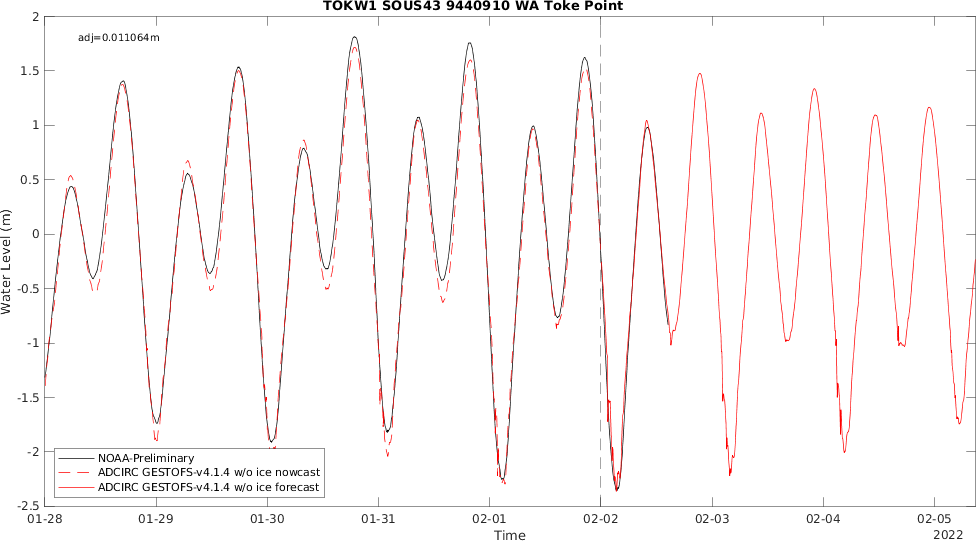 TOKW1 SOUS43 9440910 WA Toke Point
adj=0.011064m
2
1.5
1
0.5
0
-0.5
-1
-1.5
-2
-2.5
Water Level (m)
NOAA-Preliminary
ADCIRC GESTOFS-v4.1.4 w/o ice nowcast
ADCIRC GESTOFS-v4.1.4 w/o ice forecast
01-28 01-29 01-30 01-31 02-01 02-02 02-03 02-04 02-05
Time
2022